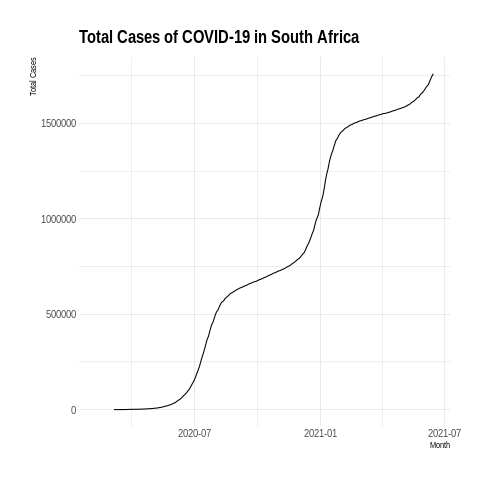 Total Cases of COVID-19 in South Africa
Total Cases
1500000
1000000
500000
0
2020-07
2021-01
2021-07
Month